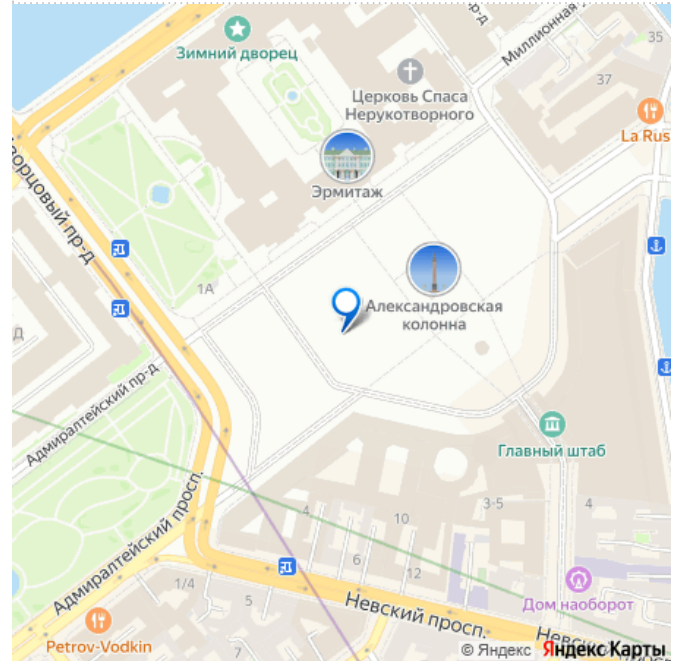 Зимний дворец
пр-д
Миллионная
35
Церковь Спаса
Нерукотворного
37
La Rus
Эрмитаж
ворцовый пр-д
1А
Александровская
колонна
Д
Адмиралтейский пр-д
Главный штаб
Адмиралтейский просп.
4
10
3-5
4
6
12
1/4
5
Дом наоборот
Невский просп.
Невск
Petrov-Vodkin
© Яндекс Яндекс Карты